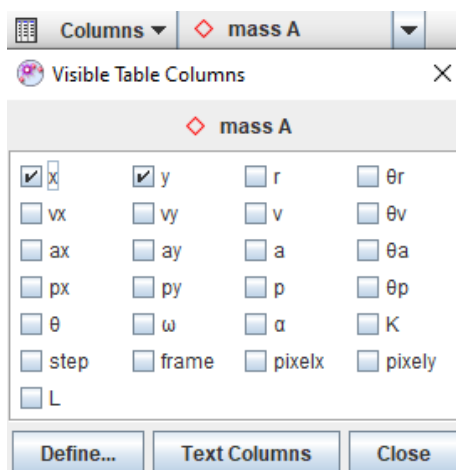 Columns mass A
Visible Table Columns
mass A
x y r θr
vx vy v θv
ax ay a θa
px py p θp
θ ω α K
step frame pixelx pixely
L
Define... Text Columns Close